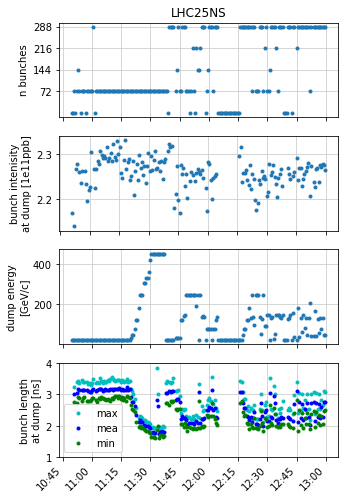 LHC25NS
288
216
144
72
n bunches
2.3
2.2
bunch intenisity
at dump [1e11ppb]
400
200
dump energy
[GeV/c]
4
3
2
1
bunch length
at dump [ns]
max
mea
min
10:45
11:00
11:15
11:30
11:45
12:00
12:15
12:30
12:45
13:00